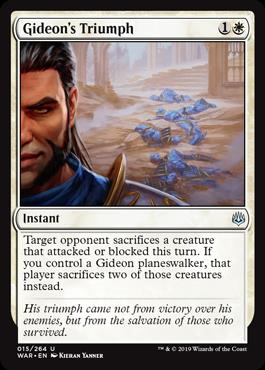 Gideon's Triumph 1
Instant
Target opponent sacrifices a creature
that attacked or blocked this turn. If
you control a Gideon planeswalker, that
player sacrifices two of those creatures
instead.
His triumph came not from victory over his
enemies, but from the salvation of those who
survived.
015/264 U
WAR • EN KIERAN YANNER
™ & © 2019 Wizards of the Coast